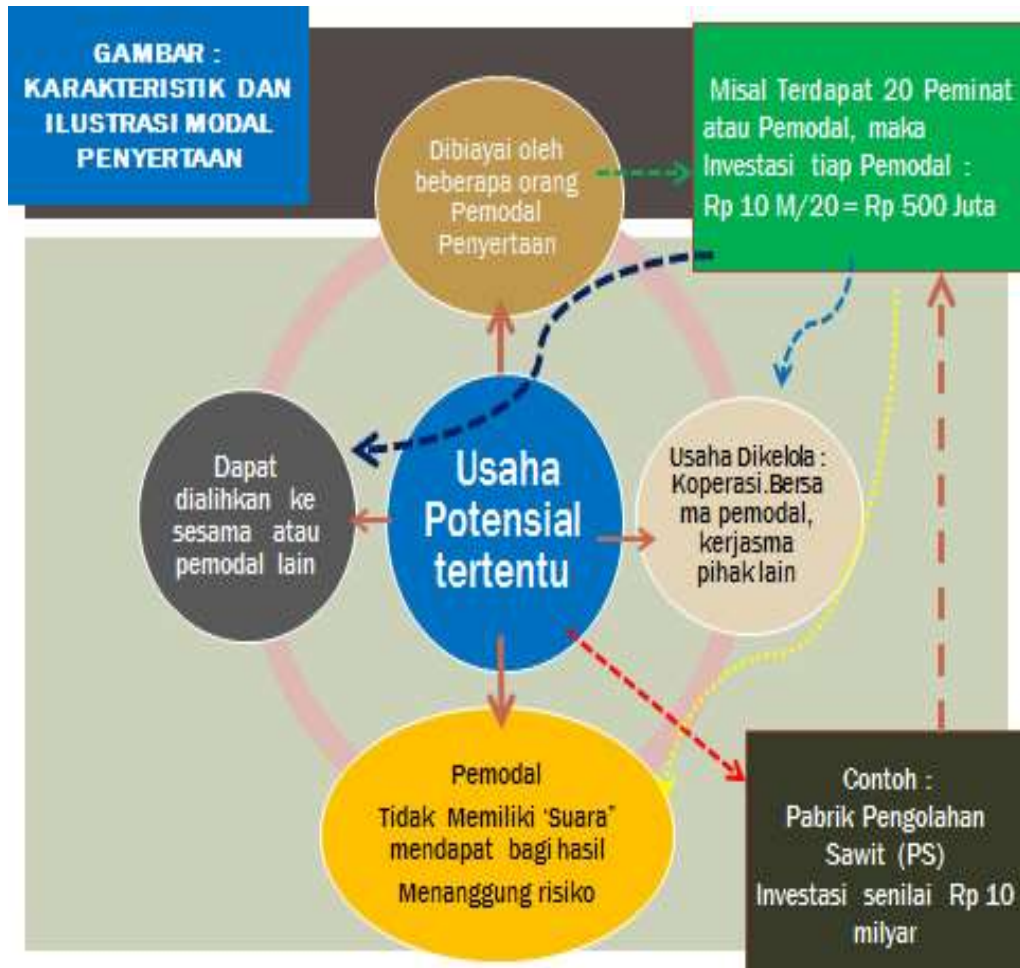 GAMBAR :
KARAKTERISTIK DAN
ILUSTRASI MODAL
PENYERTAAN
Dibiayai oleh
beberapa orang
Pemodal
Penyertaan
Misal Terdapat 20 Peminat
atau Pemodal, maka
Investasi tiap Pemodal :
Rp 10 M/20 = Rp 500 Juta
Dapat
dialihkan ke
sesama atau
pemodal lain
Usaha
Potensial
tertentu
Usaha Dikelola :
Koperasi.Bersa
ma pemodal,
kerjasma
pihak lain
Pemodal
Tidak Memiliki ‘Suara”
mendapat bagi hasil
Menanggung risiko
Contoh :
Pabrik Pengolahan
Sawit (PS)
Investasi senilai Rp 10
milyar